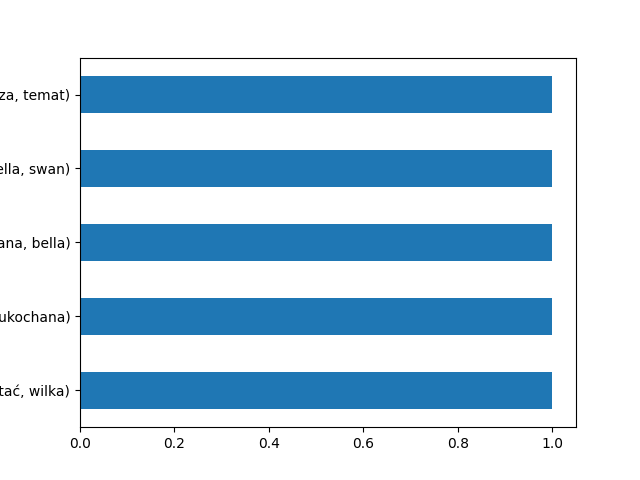 za, temat)
ella, swan)
ana, bella)
ukochana)
tać, wilka)
0.0 0.2 0.4 0.6 0.8 1.0